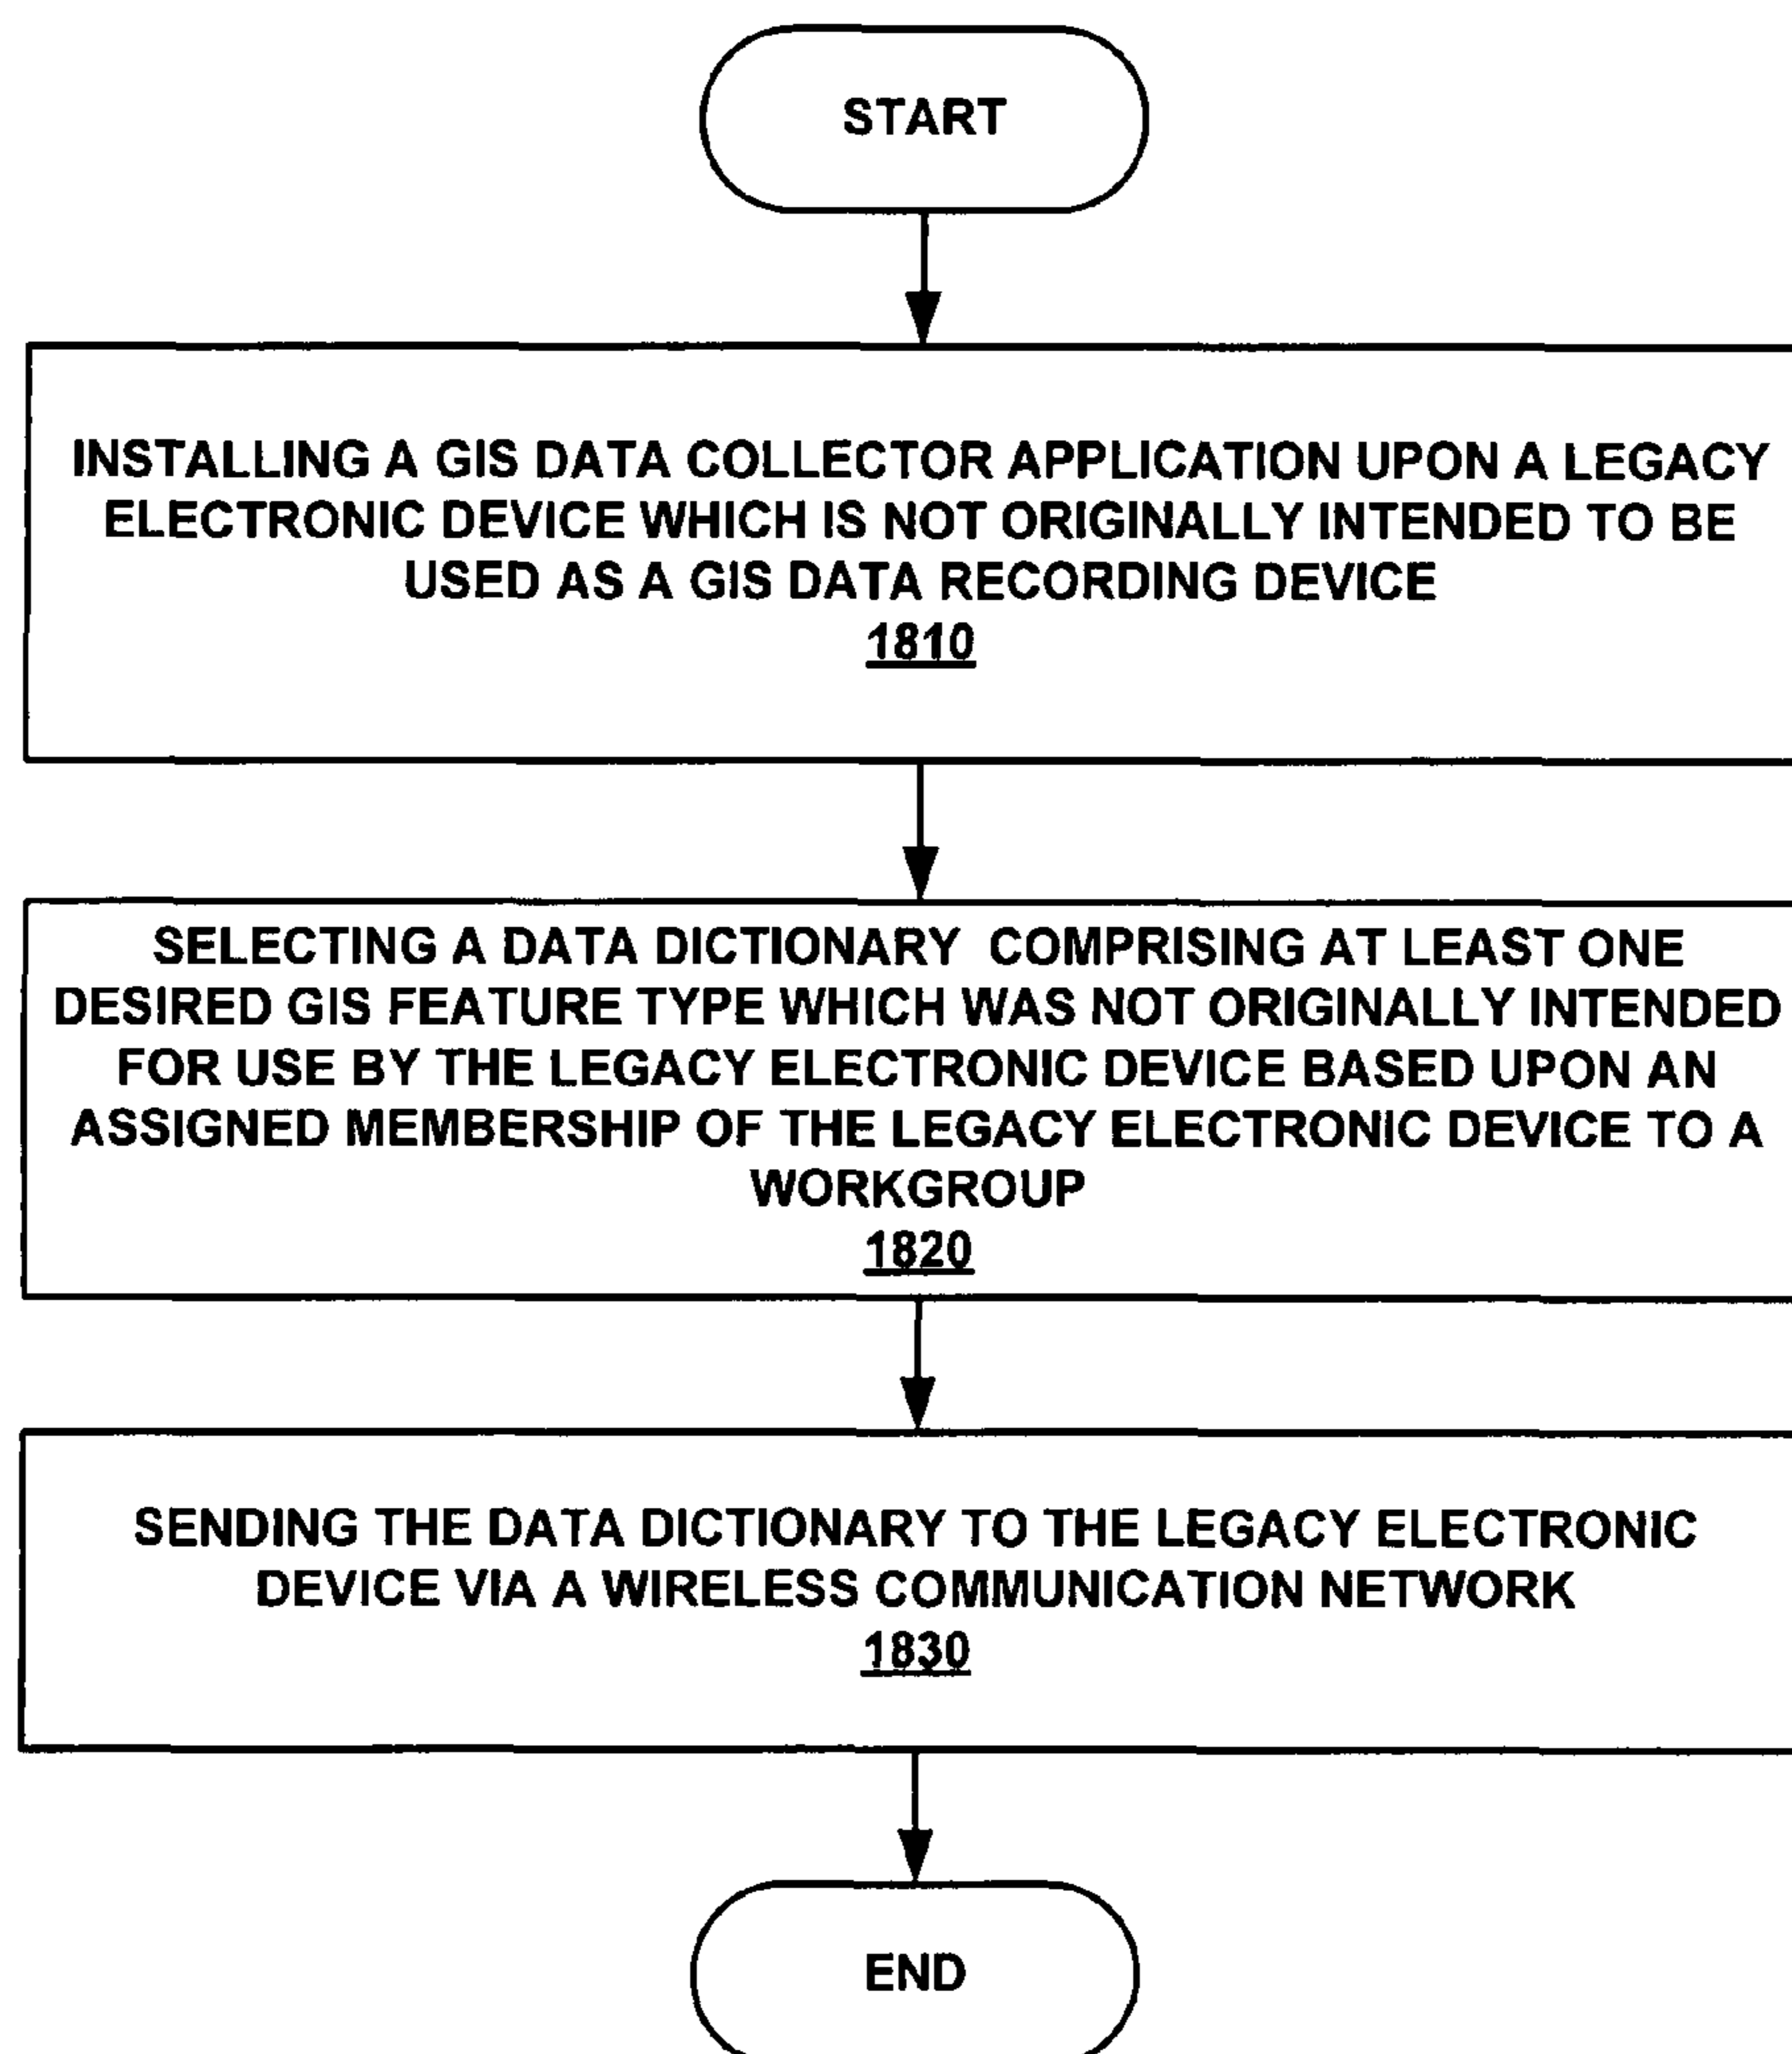 START
INSTALLING A GIS DATA COLLECTOR APPLICATION UPON A LEGACY
ELECTRONIC DEVICE WHICH IS NOT ORIGINALLY INTENDED TO BE
USED AS A GIS DATA RECORDING DEVICE
1810
SELECTING A DATA DICTIONARY COMPRISING AT LEAST ONE
DESIRED GIS FEATURE TYPE WHICH WAS NOT ORIGINALLY INTENDED
FOR USE BY THE LEGACY ELECTRONIC DEVICE BASED UPON AN
ASSIGNED MEMBERSHIP OF THE LEGACY ELECTRONIC DEVICE TO A
WORKGROUP
1820
SENDING THE DATA DICTIONARY TO THE LEGACY ELECTRONIC
DEVICE VIA A WIRELESS COMMUNICATION NETWORK
1830
END